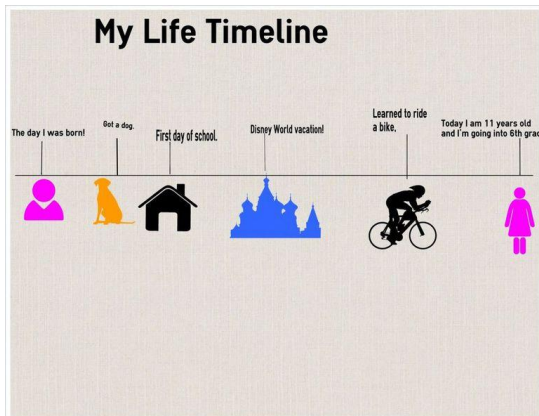 My Life Timeline
The day I was born!
Got a dog.
First day of school.
Disney World vacation!
Learned to ride
a bike,
Today I am 11 years old
and I'm going into 6th grad